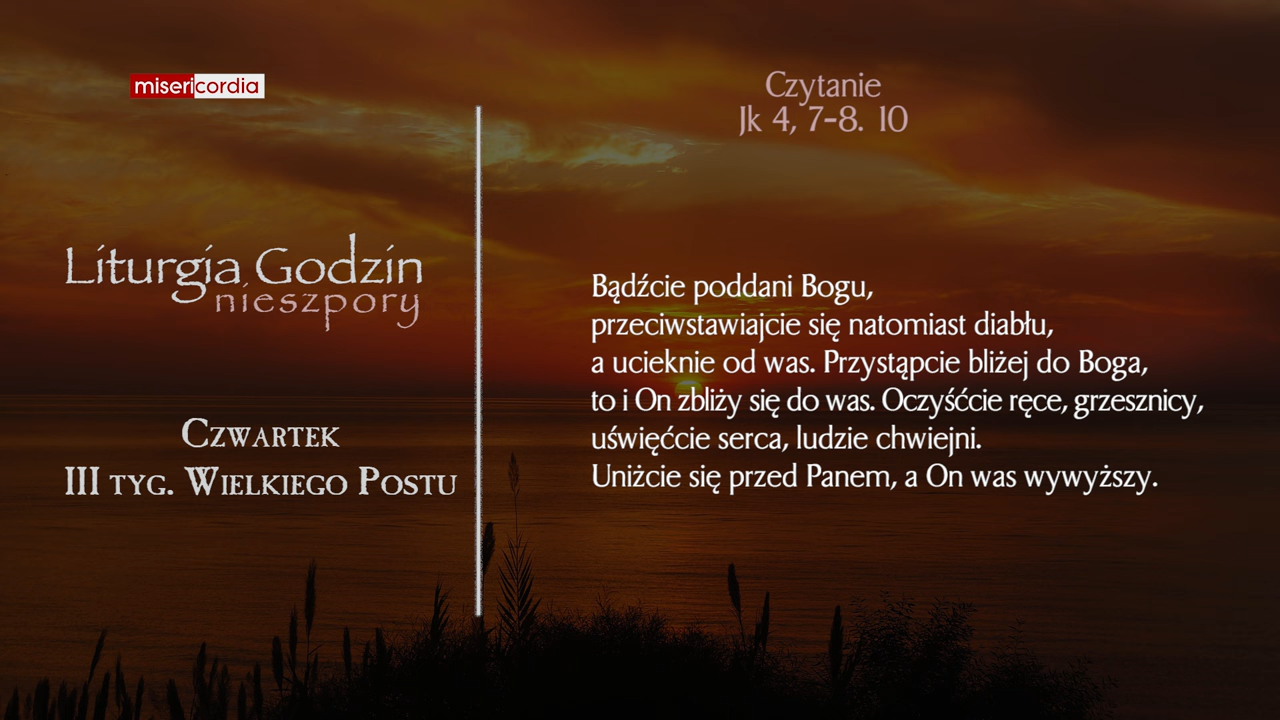 misericordia
Liturgia Godzin
nieszpory
Czwartek
III tyg. Wielkiego Postu
Czytanie
Jk 4, 7-8. 10
Bądźcie poddani Bogu,
przeciwstawiajcie się natomiast diabłu,
a ucieknie od was. Przystąpcie bliżej do Boga,
to i On zbliży się do was. Oczyśćcie ręce, grzesznicy,
uświęćcie serca, ludzie chwiejni.
Uniżcie się przed Panem, a On was wywyższy.